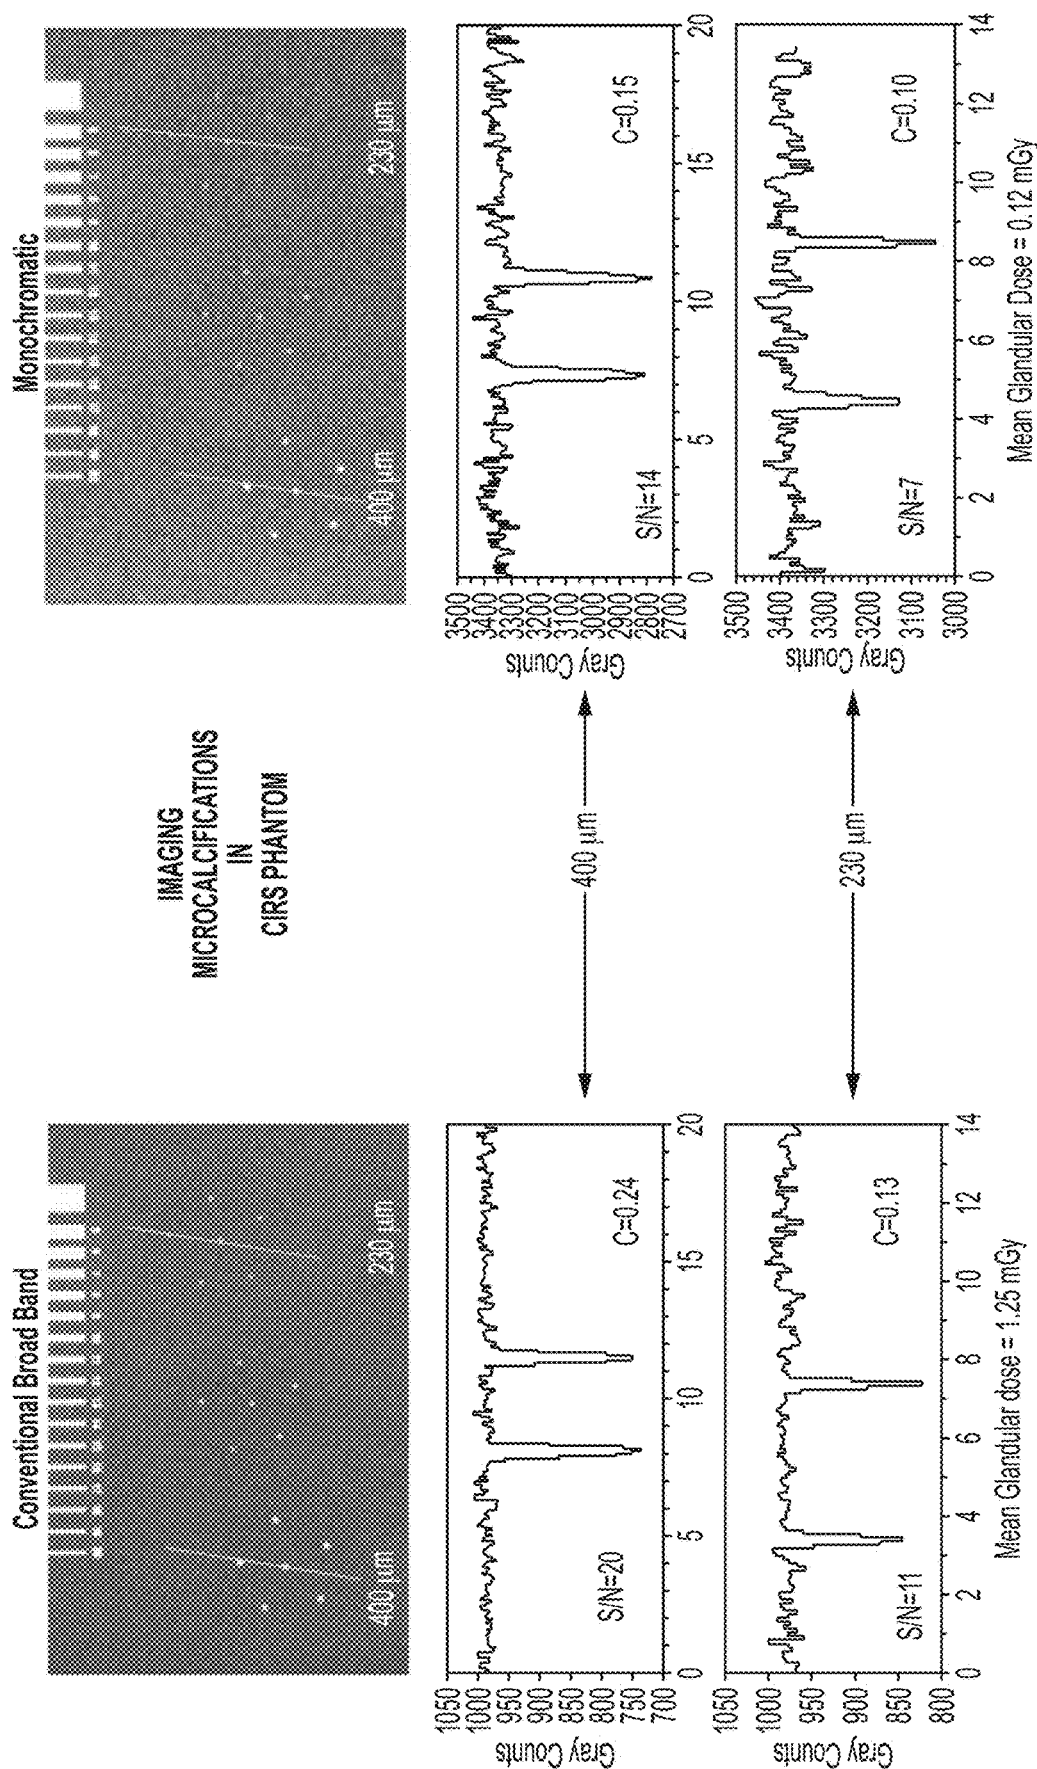 Conventional Broad Band
400 µm
230 µm
IMAGING
MICROCALCIFICATIONS
IN
CIRS PHANTOM
Monochromatic
400 µm
230 µm
Gray Counts
1050
1000
950
900
850
800
750
700
S/N=20
C=0.24
0
5
10
15
20
400 µm
Gray Counts
3500
3400
3300
3200
3100
3000
2900
2800
2700
S/N=14
C=0.15
0
5
10
15
20
Gray Counts
1050
1000
950
900
850
800
S/N=11
C=0.13
0
2
4
6
8
10
12
14
Mean Glandular dose = 1.25 mGy
230 µm
Gray Counts
3500
3400
3300
3200
3100
3000
S/N=7
C=0.10
0
2
4
6
8
10
12
14
Mean Glandular Dose = 0.12 mGy